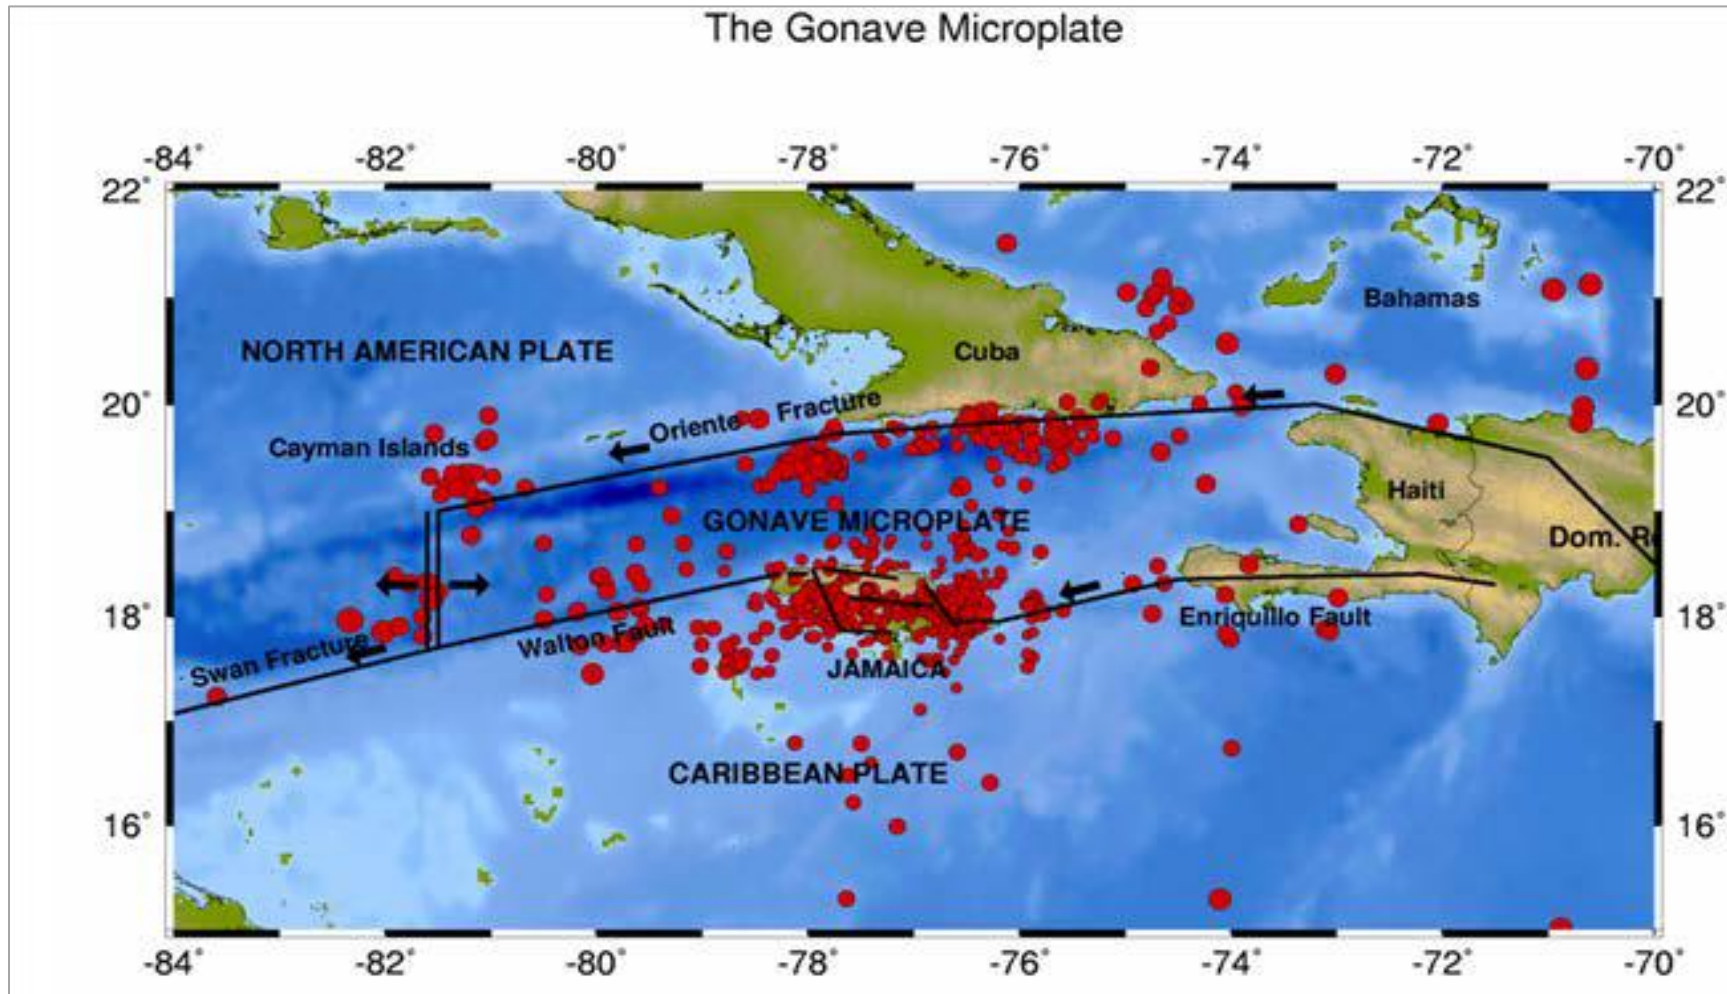 The Gonave Microplate
-84° -82° -80° -78° -76° -74° -72° -70°
22° 22°
Bahamas
NORTH AMERICAN PLATE
Cuba
20° 20°
Oriente Fracture
Cayman Islands
Haiti
GONAVE MICROPLATE
Dom. R
18° 18°
Enriquillo Fault
Walton Fault
Swan Fracture
JAMAICA
CARIBBEAN PLATE
16° 16°
-84° -82° -80° -78° -76° -74° -72° -70°